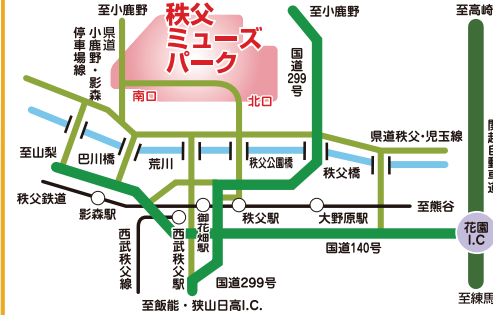 至小鹿野
秩父
ミューズ
パーク
至小鹿野
至高崎
県道
小鹿野・影森
停車場線
国道
299
号
南口
北口
関越自動車道
県道秩父・児玉線
至山梨
巴川橋
荒川
秩父公園橋
秩父橋
秩父鉄道
影森駅
御花畑駅
秩父駅
大野原駅
至熊谷
西武秩父線
西武秩父駅
花園
I.C
国道140号
国道299号
至飯能・狭山日高I.C.
至練馬